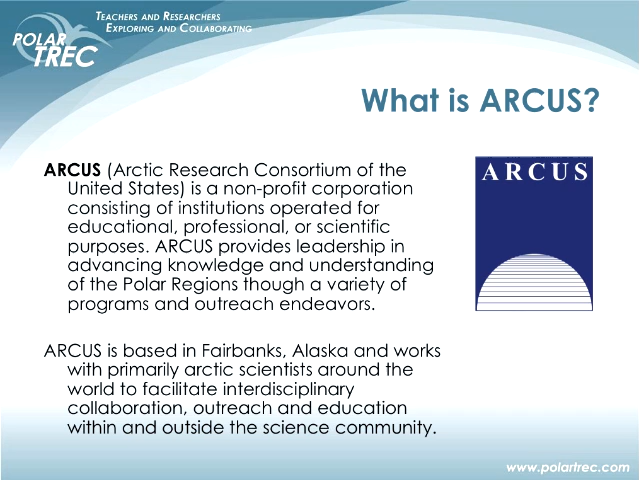 TEACHERS AND RESEARCHERS
EXPLORING AND COLLABORATING
POLAR
TREC
What is ARCUS?
ARCUS (Arctic Research Consortium of the
United States) is a non-profit corporation
consisting of institutions operated for
educational, professional, or scientific
purposes. ARCUS provides leadership in
advancing knowledge and understanding
of the Polar Regions though a variety of
programs and outreach endeavors.
ARCUS
ARCUS is based in Fairbanks, Alaska and works
with primarily arctic scientists around the
world to facilitate interdisciplinary
collaboration, outreach and education
within and outside the science community.
www.polartrec.com